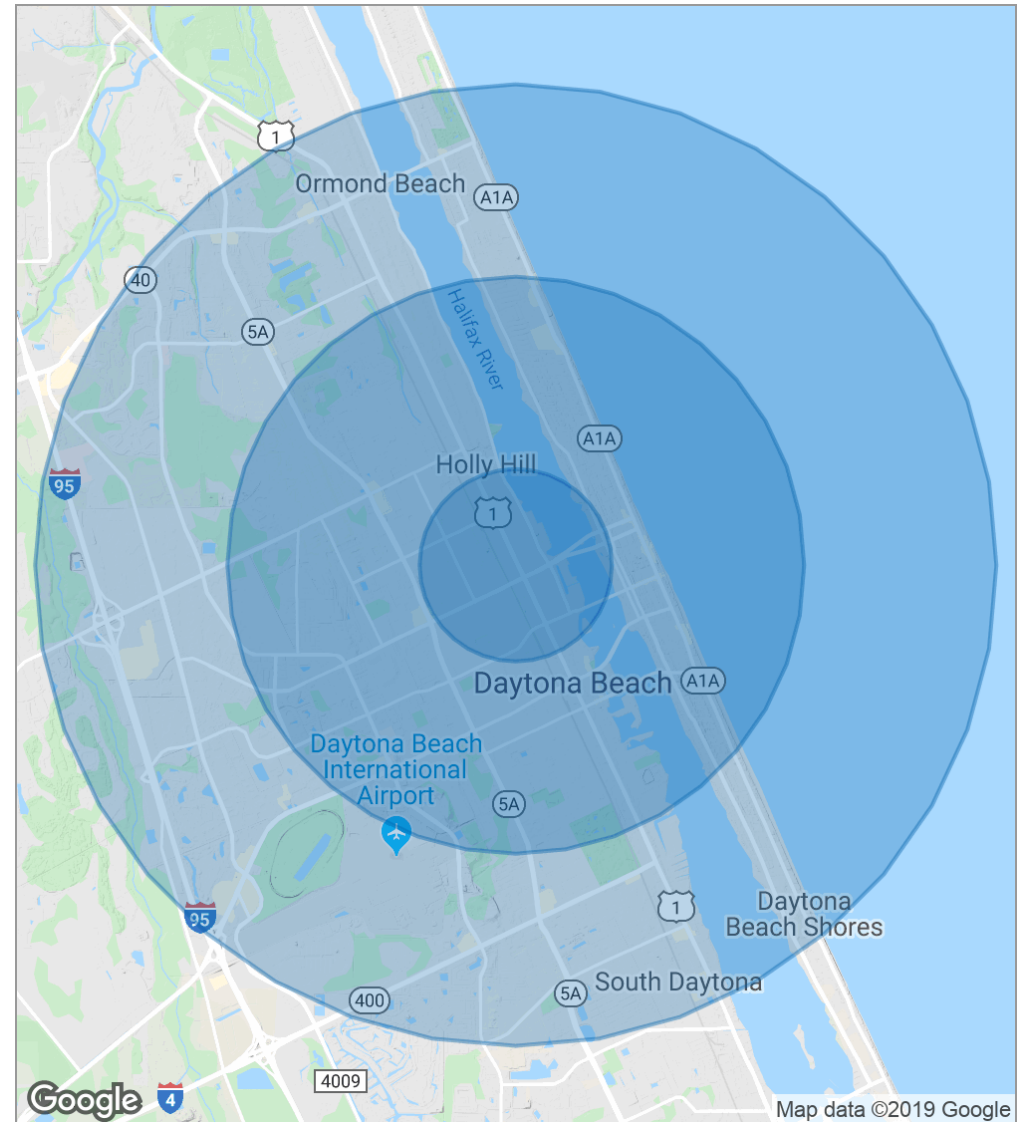 1
Ormond Beach
A1A
40
5A
Halifax River
A1A
Holly Hill
95
1
Daytona Beach
A1A
Daytona Beach
International
Airport
5A
95
1
Daytona
Beach Shores
South Daytona
5A
400
4009
4
Google
Map data ©2019 Google